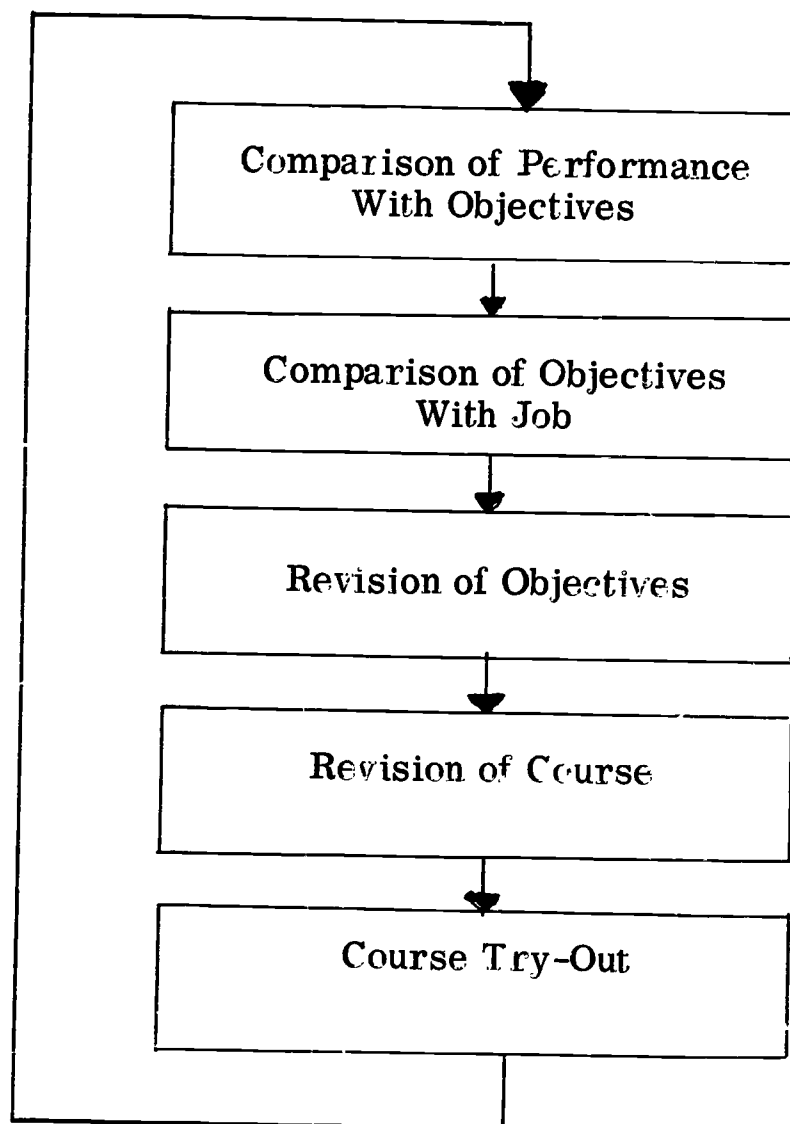 Comparison of Performance
With Objectives
Comparison of Objectives
With Job
Revision of Objectives
Revision of Course
Course Try-Out